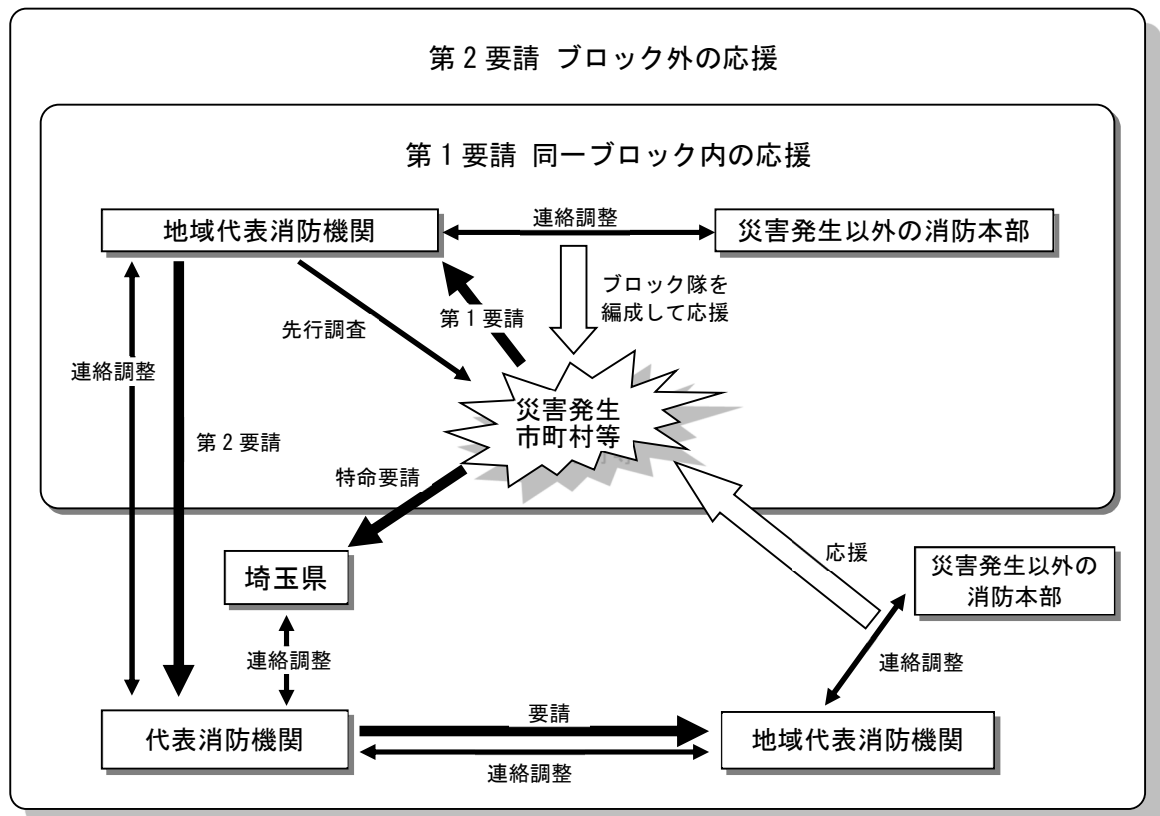 第２要請 ブロック外の応援
第１要請 同一ブロック内の応援
地域代表消防機関
連絡調整
災害発生以外の消防本部
ブロック隊を
編成して応援
第１要請
先行調査
連絡調整
災害発生
市町村等
第２要請
特命要請
応援
災害発生以外の
消防本部
埼玉県
連絡調整
連絡調整
要請
代表消防機関
地域代表消防機関
連絡調整